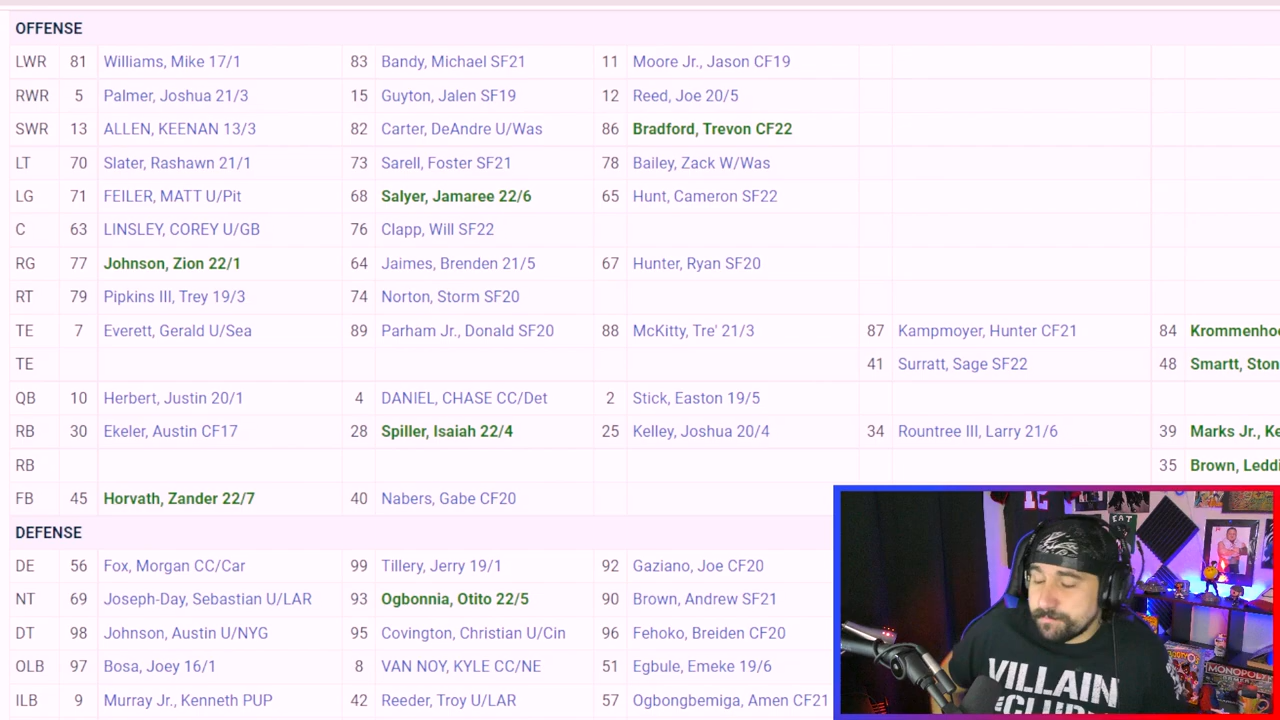 OFFENSE
LWR 81 Williams, Mike 17/1 83 Bandy, Michael SF21 11 Moore Jr., Jason CF19
RWR 5 Palmer, Joshua 21/3 15 Guyton, Jalen SF19 12 Reed, Joe 20/5
SWR 13 ALLEN, KEENAN 13/3 82 Carter, DeAndre U/Was 86 Bradford, Trevon CF22
LT 70 Slater, Rashawn 21/1 73 Sarell, Foster SF21 78 Bailey, Zack W/Was
LG 71 FEILER, MATT U/Pit 68 Salyer, Jamaree 22/6 65 Hunt, Cameron SF22
C 63 LINSLEY, COREY U/GB 76 Clapp, Will SF22
RG 77 Johnson, Zion 22/1 64 Jaimes, Brenden 21/5 67 Hunter, Ryan SF20
RT 79 Pipkins III, Trey 19/3 74 Norton, Storm SF20
TE 7 Everett, Gerald U/Sea 89 Parham Jr., Donald SF20 88 McKitty, Tre' 21/3 87 Kampmoyer, Hunter CF21 84 Krommenho
TE 41 Surratt, Sage SF22 48 Smartt, Ston
QB 10 Herbert, Justin 20/1 4 DANIEL, CHASE CC/Det 2 Stick, Easton 19/5
RB 30 Ekeler, Austin CF17 28 Spiller, Isaiah 22/4 25 Kelley, Joshua 20/4 34 Rountree III, Larry 21/6 39 Marks Jr., Ke
RB 35 Brown, Leddi
FB 45 Horvath, Zander 22/7 40 Nabers, Gabe CF20
DEFENSE
DE 56 Fox, Morgan CC/Car 99 Tillery, Jerry 19/1 92 Gaziano, Joe CF20
NT 69 Joseph-Day, Sebastian U/LAR 93 Ogbonnia, Otito 22/5 90 Brown, Andrew SF21
DT 98 Johnson, Austin U/NYG 95 Covington, Christian U/Cin 96 Fehoko, Breiden CF20
OLB 97 Bosa, Joey 16/1 8 VAN NOY, KYLE CC/NE 51 Egbule, Emeke 19/6
ILB 9 Murray Jr., Kenneth PUP 42 Reeder, Troy U/LAR 57 Ogbongbemiga, Amen CF21
EAT
VILLAIN
CLUB
MONOPOLY